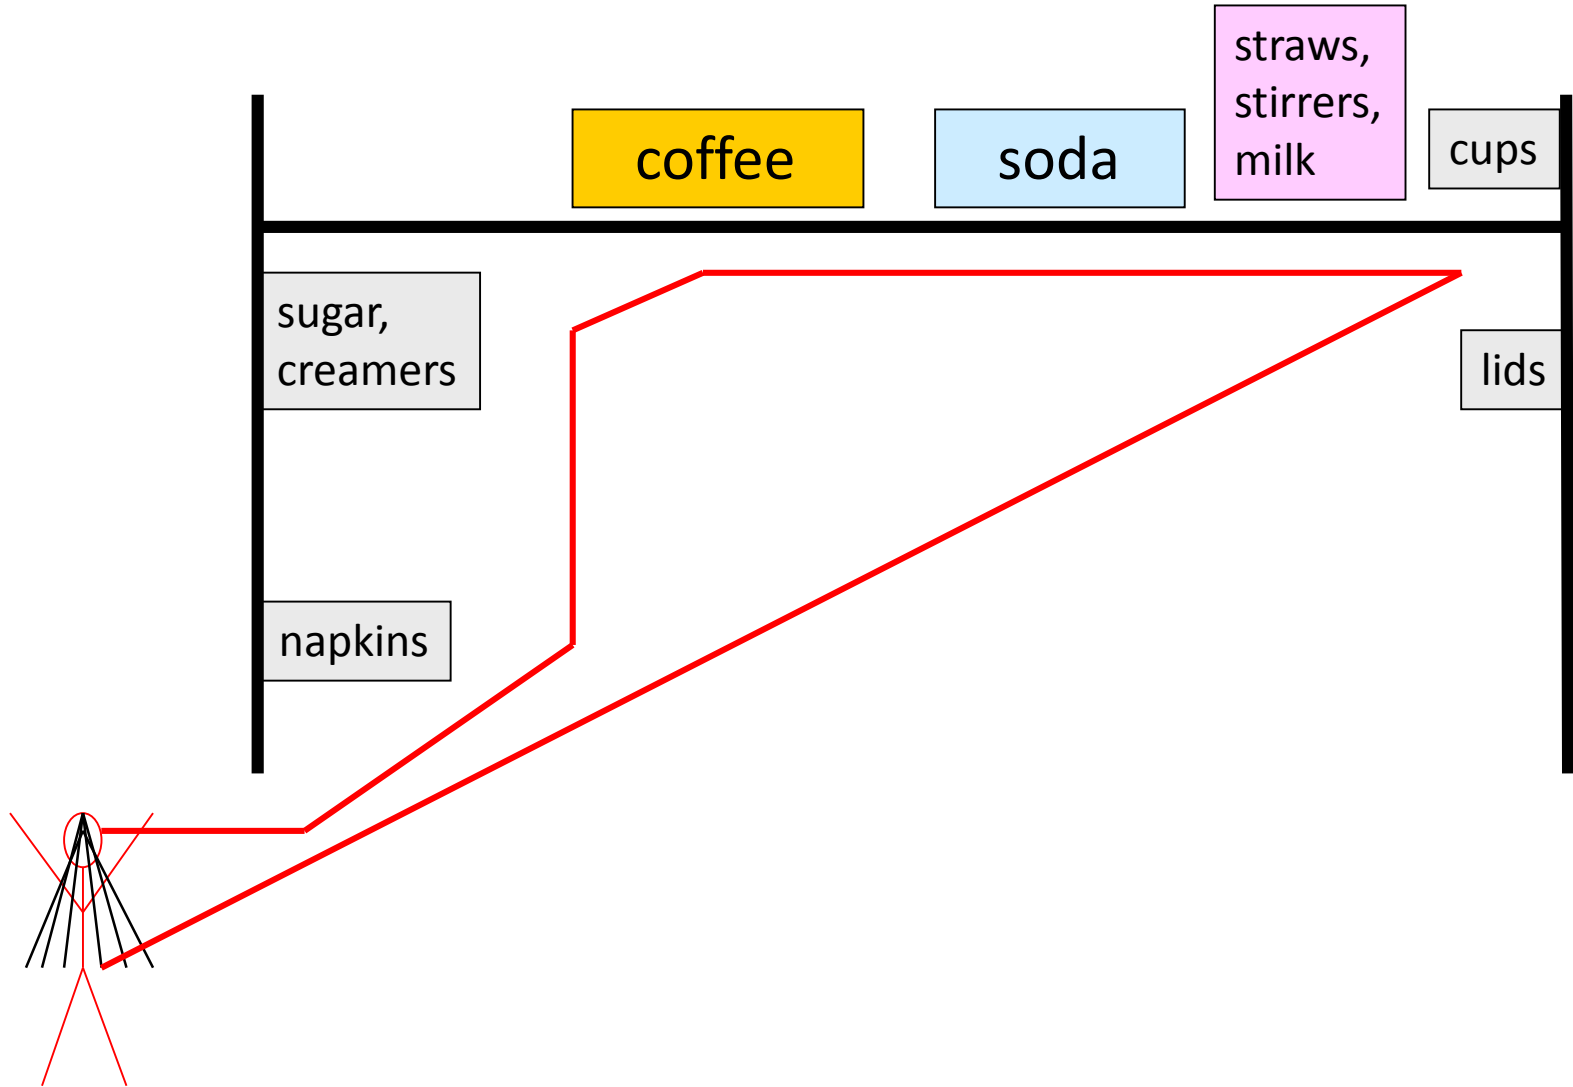 straws,
stirrers,
milk
coffee
soda
cups
sugar,
creamers
lids
napkins